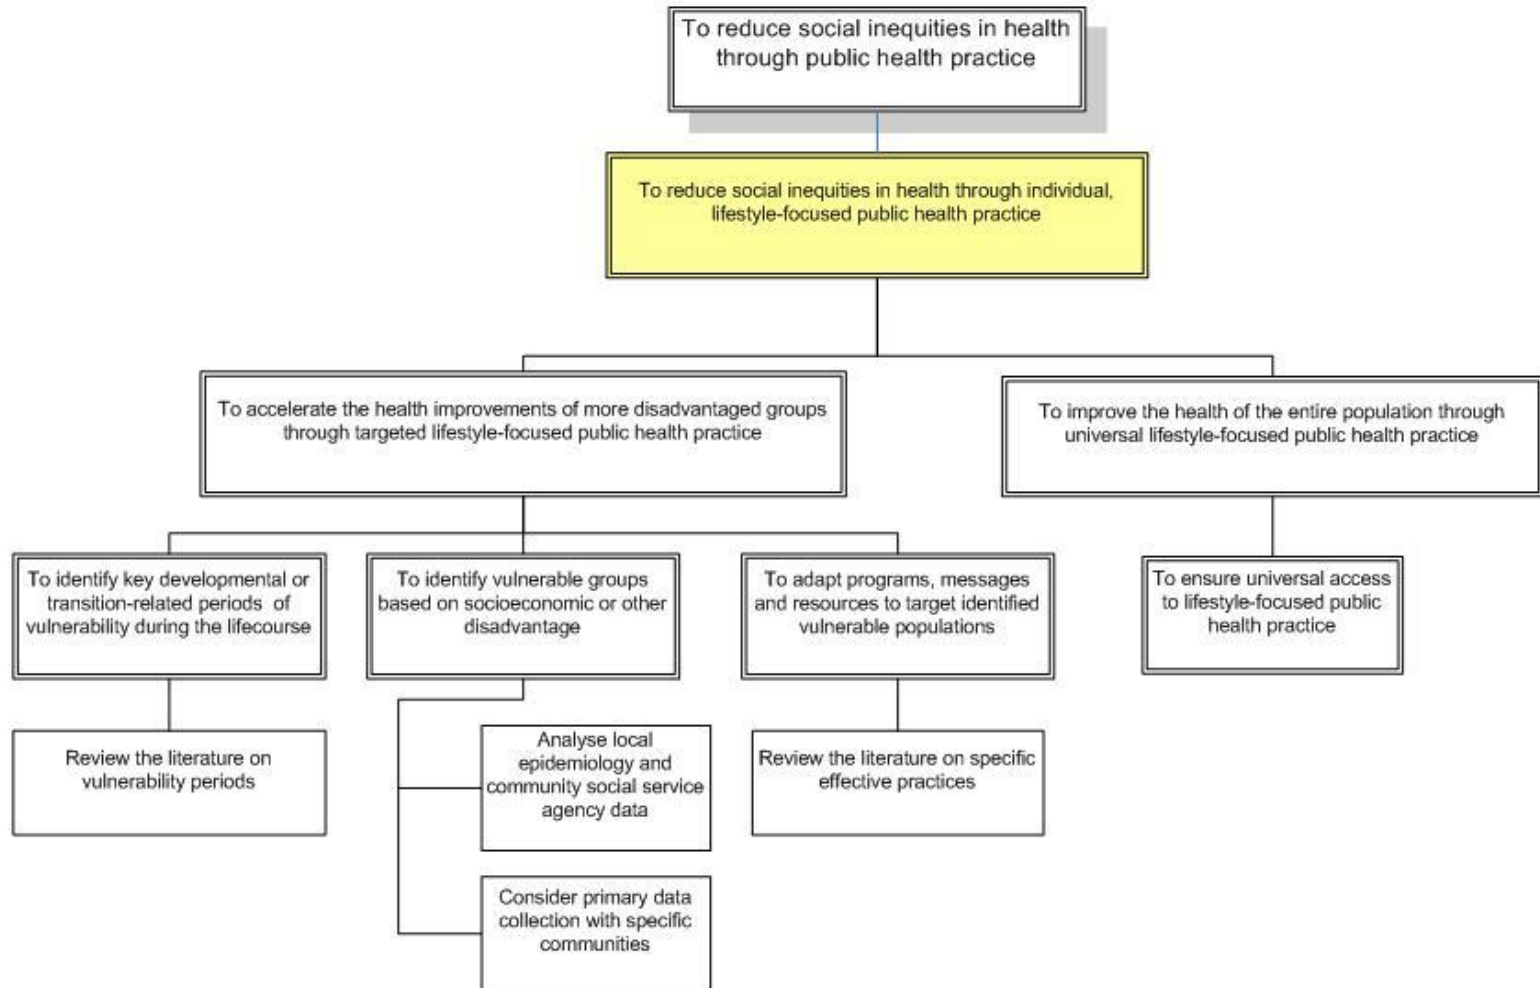 To reduce social inequities in health
through public health practice
To reduce social inequities in health through individual,
lifestyle-focused public health practice
To accelerate the health improvements of more disadvantaged groups
through targeted lifestyle-focused public health practice
To improve the health of the entire population through
universal lifestyle-focused public health practice
To identify key developmental or
transition-related periods of
vulnerability during the lifecourse
To identify vulnerable groups
based on socioeconomic or other
disadvantage
To adapt programs, messages
and resources to target identified
vulnerable populations
To ensure universal access
to lifestyle-focused public
health practice
Review the literature on
vulnerability periods
Analyse local
epidemiology and
community social service
agency data
Review the literature on specific
effective practices
Consider primary data
collection with specific
communities